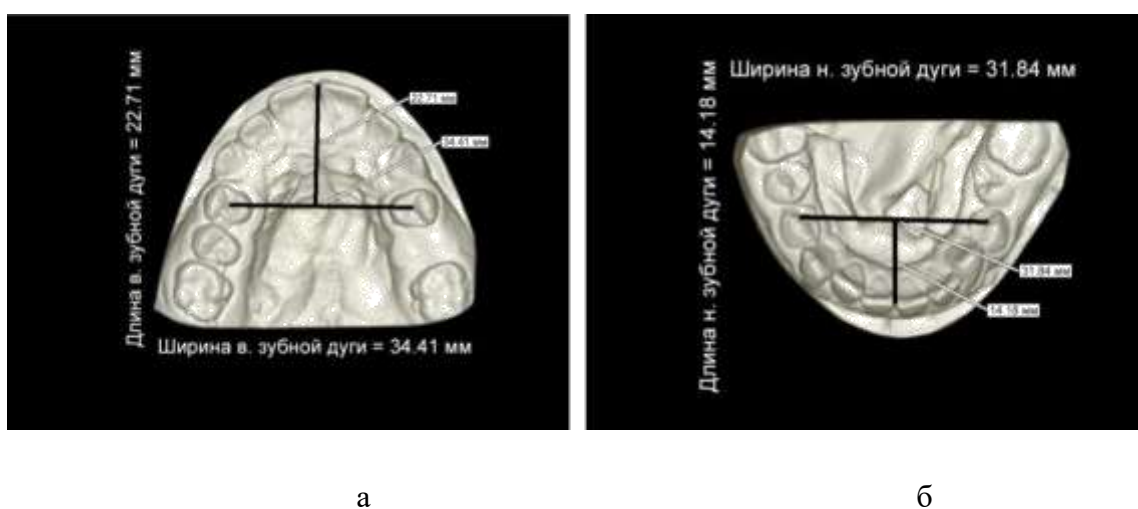 Длина в. зубной дуги = 22.71 мм
22.71 мм
34.41 мм
Ширина в. зубной дуги = 34.41 мм
Ширина н. зубной дуги = 31.84 мм
Длина н. зубной дуги = 14.18 мм
31.84 мм
14.18 мм
а
б